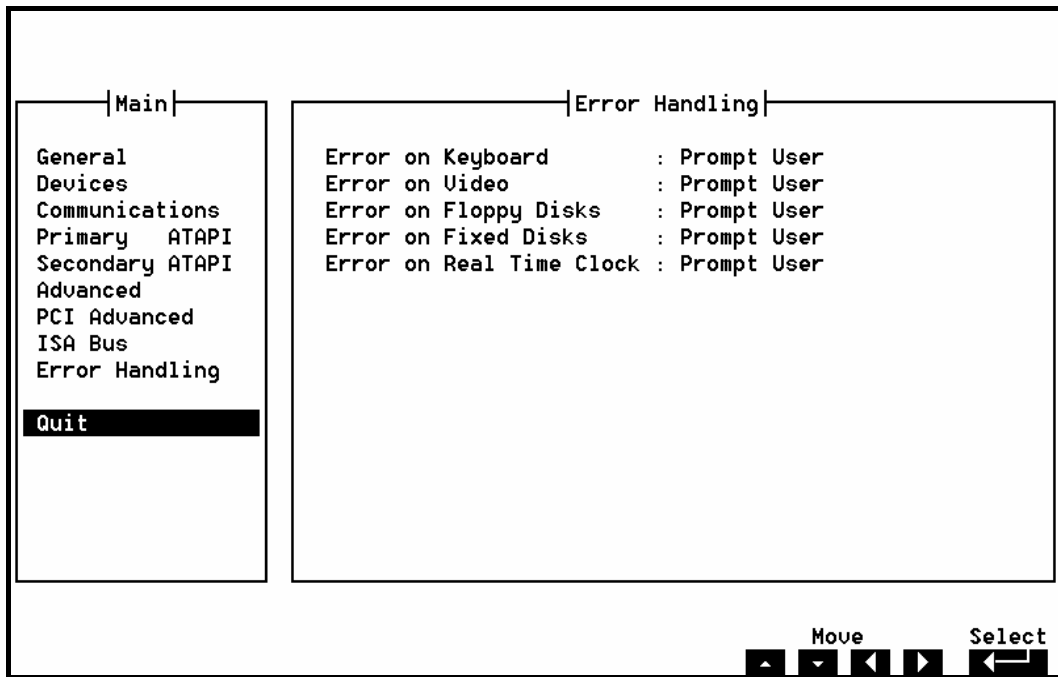 Main
General
Devices
Communications
Primary   ATAPI
Secondary ATAPI
Advanced
PCI Advanced
ISA Bus
Error Handling
Quit
Error Handling
Error on Keyboard         : Prompt User
Error on Video            : Prompt User
Error on Floppy Disks     : Prompt User
Error on Fixed Disks      : Prompt User
Error on Real Time Clock : Prompt User
Move
Select